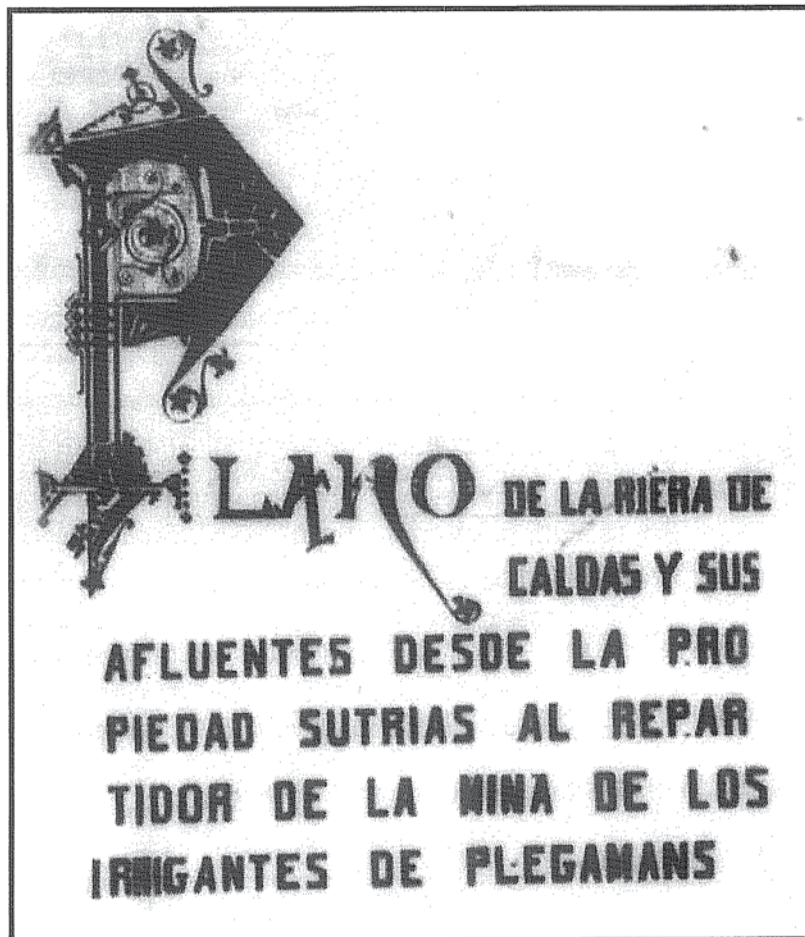 PLANO DE LA RIERA DE
CALDAS Y SUS
AFLUENTES DESDE LA PRO
PIEDAD SUTRIAS AL REPAR
TIDOR DE LA MINA DE LOS
IRRIGANTES DE PLEGAMANS